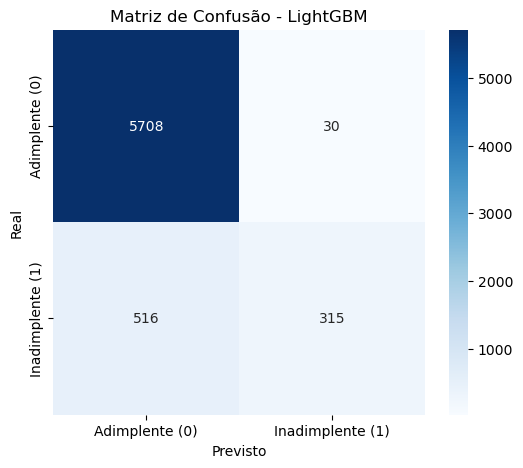 Matriz de Confusão - LightGBM
Real
Adimplente (0)
5708
30
Inadimplente (1)
516
315
Adimplente (0)
Inadimplente (1)
Previsto
5000
4000
3000
2000
1000